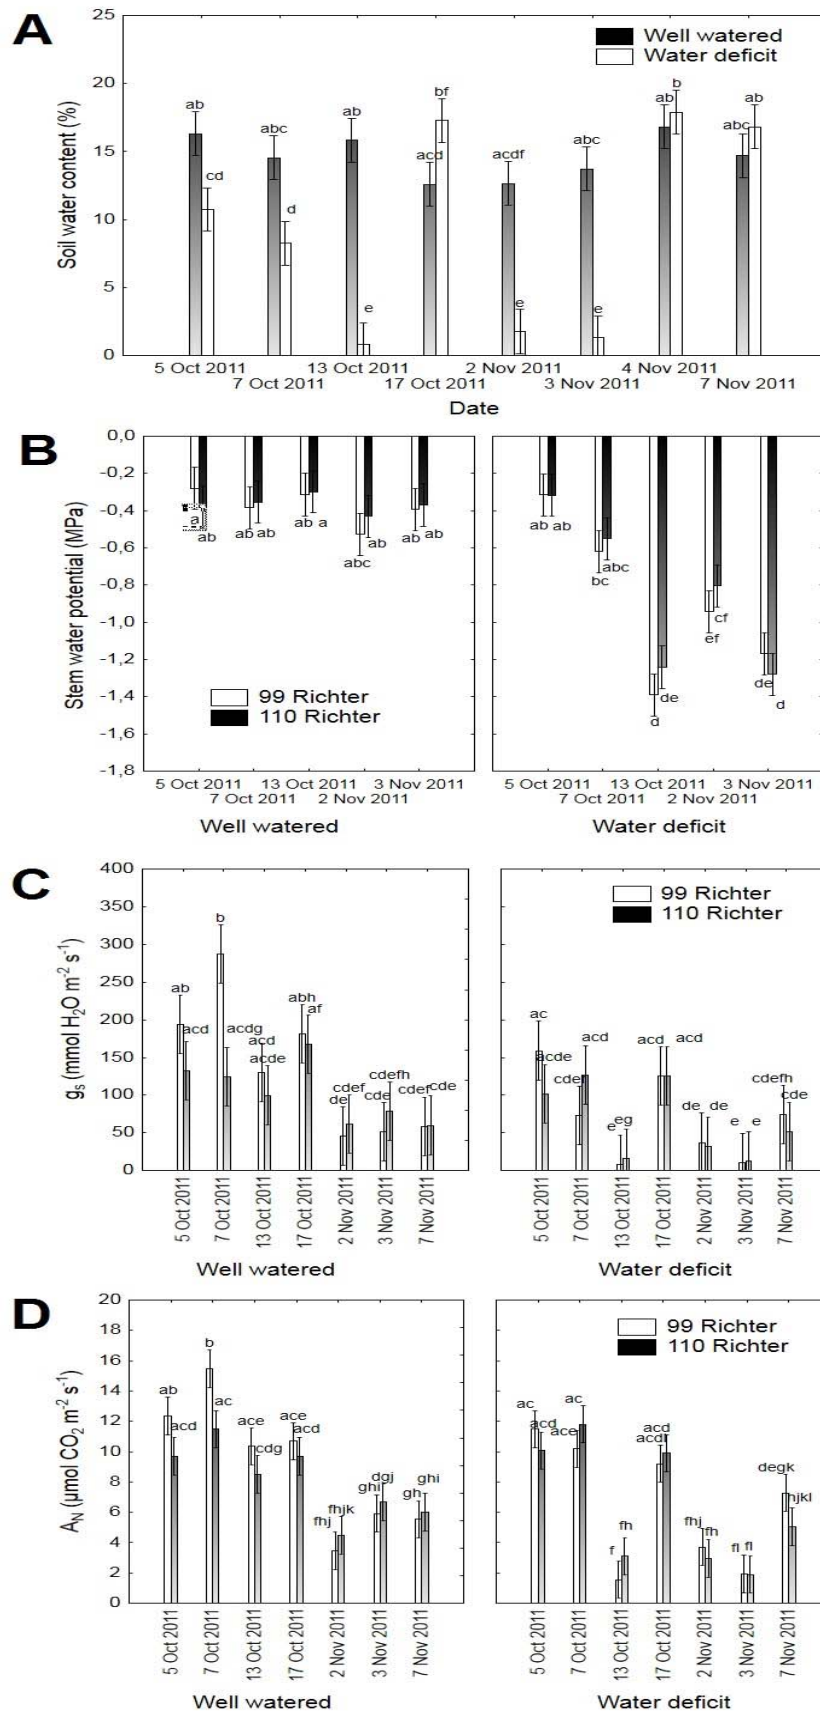 A
25
20
15
10
5
0
Soil water content (%)
Well watered
Water deficit
ab
cd
abc
d
ab
e
acd
bf
acdf
e
abc
e
ab
b
abc
ab
5 Oct 2011 13 Oct 2011 2 Nov 2011 4 Nov 2011
7 Oct 2011 17 Oct 2011 3 Nov 2011 7 Nov 2011
Date
B
0,0
-0,2
-0,4
-0,6
-0,8
-1,0
-1,2
-1,4
-1,6
-1,8
Stem water potential (MPa)
a
ab
ab ab
ab a
abc
ab
ab ab
99 Richter
110 Richter
ab ab
bc
abc
d
de
ef
cf
de
d
5 Oct 2011 13 Oct 2011 3 Nov 2011
7 Oct 2011 2 Nov 2011
Well watered
5 Oct 2011 13 Oct 2011 3 Nov 2011
7 Oct 2011 2 Nov 2011
Water deficit
C
400
350
300
250
200
150
100
50
0
gs (mmol H2O m-2 s-1)
ab
acd
b
acdg
acd
acde
abh
af
de
cdef
cde
cdefh
cdef
cde
99 Richter
110 Richter
ac
acde
cdef
acd
e
eg
acd
acd
de
de
e
e
cdefh
cde
5 Oct 2011
7 Oct 2011
13 Oct 2011
17 Oct 2011
2 Nov 2011
3 Nov 2011
7 Nov 2011
Well watered
5 Oct 2011
7 Oct 2011
13 Oct 2011
17 Oct 2011
2 Nov 2011
3 Nov 2011
7 Nov 2011
Water deficit
D
20
18
16
14
12
10
8
6
4
2
0
AN (µmol CO2 m-2 s-1)
ab
acd
b
ac
ace
cdg
ace
acd
fhj
fhjk
ghi
dgj
gh
ghi
99 Richter
110 Richter
ac
acd
ace
ac
f
fh
acd
fhj
fh
fl
fl
degk
hjkl
5 Oct 2011
7 Oct 2011
13 Oct 2011
17 Oct 2011
2 Nov 2011
3 Nov 2011
7 Nov 2011
Well watered
5 Oct 2011
7 Oct 2011
13 Oct 2011
17 Oct 2011
2 Nov 2011
3 Nov 2011
7 Nov 2011
Water deficit